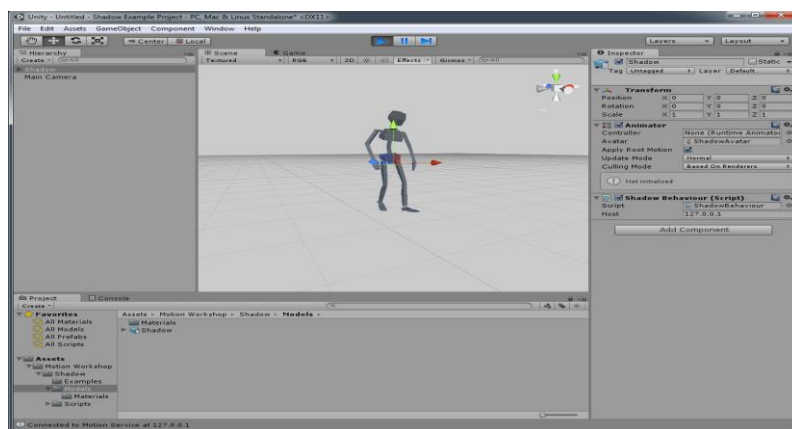 Unity - Untitled - Shadow Example Project - PC, Mac & Linux Standalone* <DX11>
File Edit Assets GameObject Component Window Help
Center Local Layers Layout
Hierarchy
Create All
Shadow
Main Camera
Scene Game
Textured RGB 2D Effects Gizmos All
Inspector
Shadow Static
Tag Untagged Layer Default
Transform
Position X 0 Y 0 Z 0
Rotation X 0 Y 0 Z 0
Scale X 1 Y 1 Z 1
Animator
Controller None (Runtime Animator
Avatar ShadowAvatar
Apply Root Motion
Update Mode Normal
Culling Mode Based On Renderers
Not initialized
Shadow Behaviour (Script)
Script ShadowBehaviour
Host 127.0.0.1
Add Component
Project Console
Create
Favorites
All Materials
All Models
All Prefabs
All Scripts
Assets
Motion Workshop
Shadow
Examples
Models
Materials
Scripts
Assets Motion Workshop Shadow Models
Materials
Shadow
Connected to Motion Service at 127.0.0.1